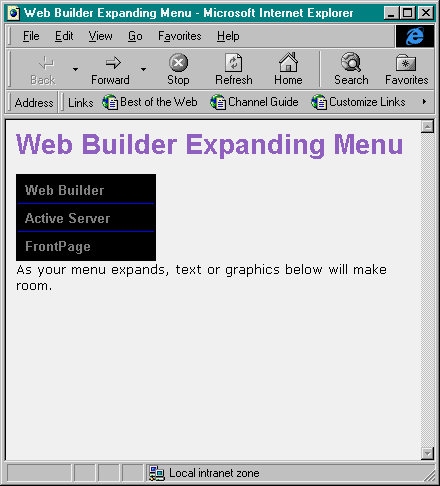 Web Builder Expanding Menu - Microsoft Internet Explorer
File Edit View Go Favorites Help
Back Forward Stop Refresh Home Search Favorites
Address Links Best of the Web Channel Guide Customize Links
Web Builder Expanding Menu
Web Builder
Active Server
FrontPage
As your menu expands, text or graphics below will make
room.
Local intranet zone